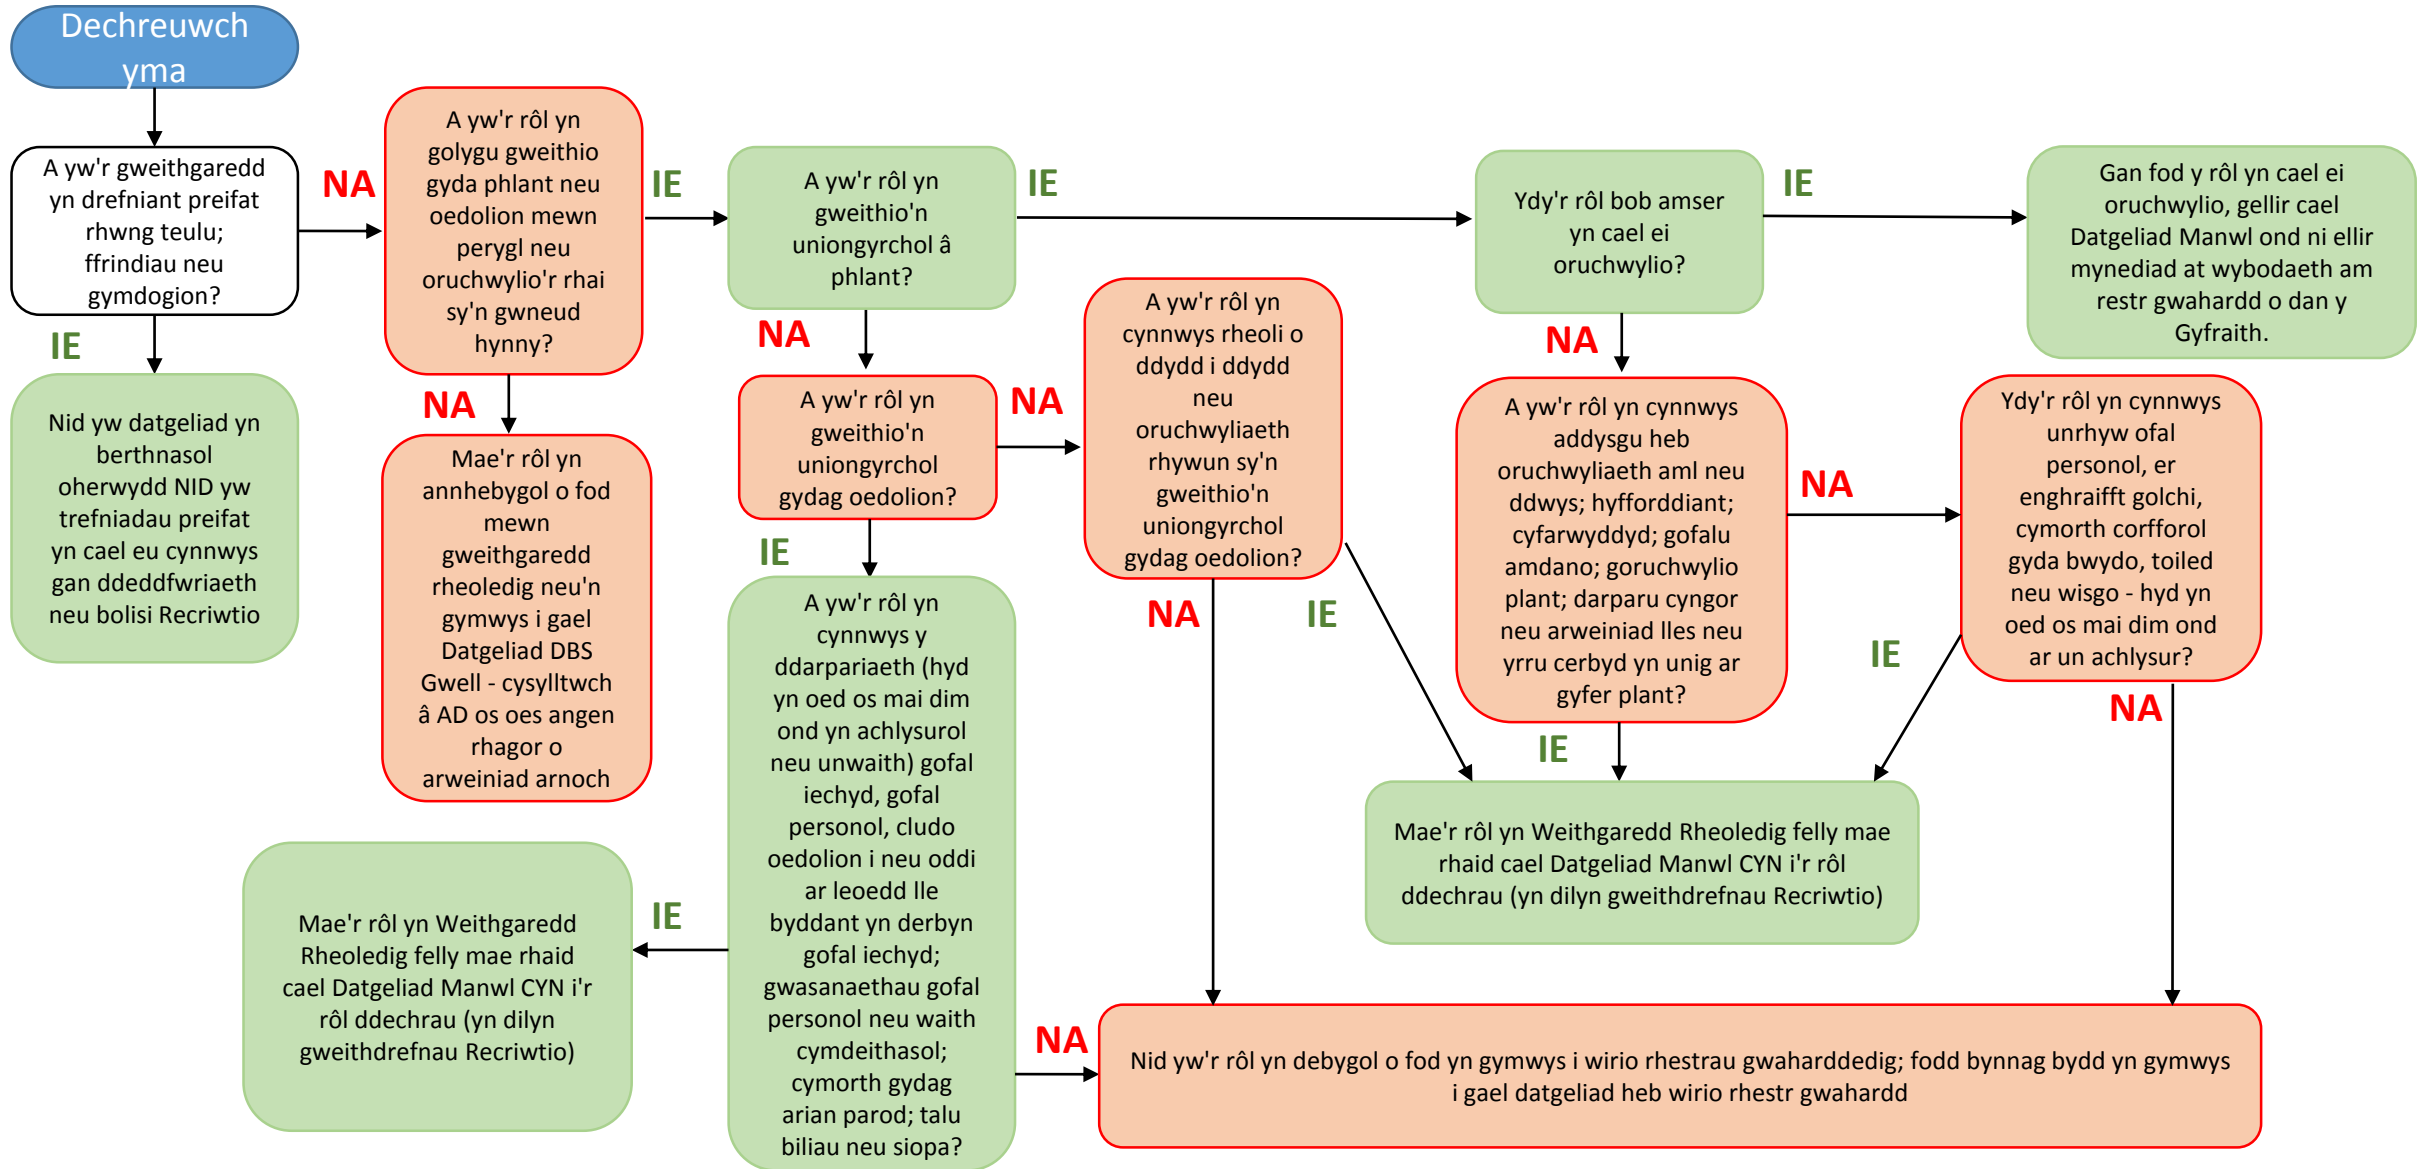 Dechreuwch
yma
A yw'r gweithgaredd
yn drefniant preifat
rhwng teulu;
ffrindiau neu
gymdogion?
IE
Nid yw datgeliad yn
berthnasol
oherwydd NID yw
trefniadau preifat
yn cael eu cynnwys
gan ddeddfwriaeth
neu bolisi Recriwtio
NA
A yw'r rôl yn
golygu gweithio
gyda phlant neu
oedolion mewn
perygl neu
oruchwylio'r rhai
sy'n gwneud
hynny?
NA
Mae'r rôl yn
annhebygol o fod
mewn
gweithgaredd
rheoledig neu'n
gymwys i gael
Datgeliad DBS
Gwell - cysylltwch
â AD os oes angen
rhagor o
arweiniad arnoch
IE
A yw'r rôl yn
gweithio'n
uniongyrchol â
phlant?
NA
A yw'r rôl yn
gweithio'n
uniongyrchol
gydag oedolion?
IE
A yw'r rôl yn
cynnwys y
ddarpariaeth (hyd
yn oed os mai dim
ond yn achlysurol
neu unwaith) gofal
iechyd, gofal
personol, cludo
oedolion i neu oddi
ar leoedd lle
byddant yn derbyn
gofal iechyd;
gwasanaethau gofal
personol neu waith
cymdeithasol;
cymorth gydag
arian parod; talu
biliau neu siopa?
IE
Mae'r rôl yn Weithgaredd
Rheoledig felly mae rhaid
cael Datgeliad Manwl CYN i'r
rôl ddechrau (yn dilyn
gweithdrefnau Recriwtio)
NA
A yw'r rôl yn
cynnwys rheoli o
ddydd i ddydd
neu
oruchwyliaeth
rhywun sy'n
gweithio'n
uniongyrchol
gydag oedolion?
NA
IE
IE
Ydy'r rôl bob amser
yn cael ei
oruchwylio?
IE
Gan fod y rôl yn cael ei
oruchwylio, gellir cael
Datgeliad Manwl ond ni ellir
mynediad at wybodaeth am
restr gwahardd o dan y
Gyfraith.
NA
A yw'r rôl yn cynnwys
addysgu heb
oruchwyliaeth aml neu
ddwys; hyfforddiant;
cyfarwyddyd; gofalu
amdano; goruchwylio
plant; darparu cyngor
neu arweiniad lles neu
yrru cerbyd yn unig ar
gyfer plant?
NA
Ydy'r rôl yn cynnwys
unrhyw ofal
personol, er
enghraifft golchi,
cymorth corfforol
gyda bwydo, toiled
neu wisgo - hyd yn
oed os mai dim ond
ar un achlysur?
IE
IE
NA
Mae'r rôl yn Weithgaredd Rheoledig felly mae
rhaid cael Datgeliad Manwl CYN i'r rôl
ddechrau (yn dilyn gweithdrefnau Recriwtio)
NA
Nid yw'r rôl yn debygol o fod yn gymwys i wirio rhestrau gwaharddedig; fodd bynnag bydd yn gymwys
i gael datgeliad heb wirio rhestr gwahardd